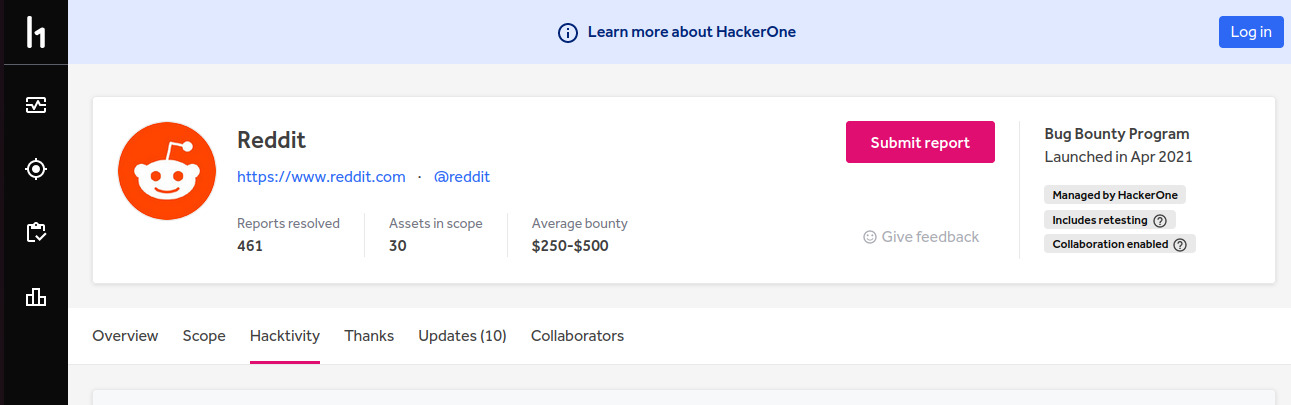 Learn more about HackerOne
Log in
Reddit
Submit report
Bug Bounty Program
Launched in Apr 2021
https://www.reddit.com · @reddit
Managed by HackerOne
Includes retesting
Collaboration enabled
Reports resolved
461
Assets in scope
30
Average bounty
$250-$500
Give feedback
Overview Scope Hacktivity Thanks Updates (10) Collaborators